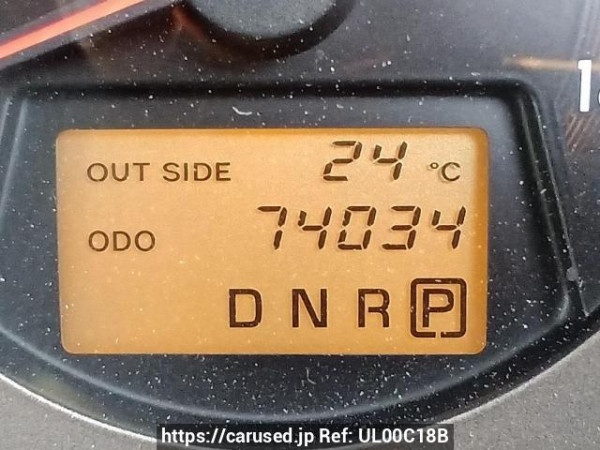 OUT SIDE 24 °C
ODO 74034
D N R P
https://carused.jp Ref: UL00C18B